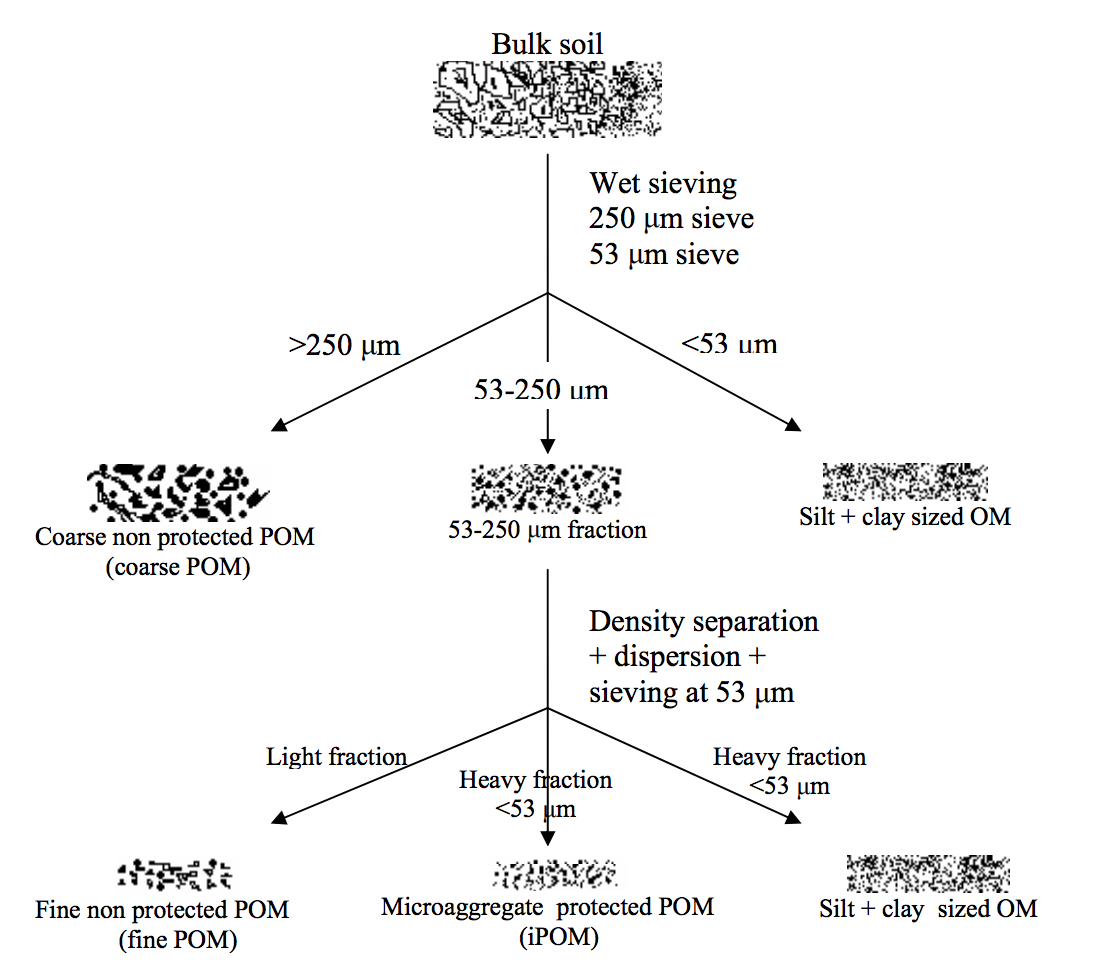 Bulk soil
Wet sieving
250 μm sieve
53 μm sieve
>250 μm
<53 um
53-250 um
Coarse non protected POM
(coarse POM)
53-250 μm fraction
Silt + clay sized OM
Density separation
+ dispersion +
sieving at 53 μm
Light fraction
Heavy fraction
<53 μm
Heavy fraction
<53 μm
Fine non protected POM
(fine POM)
Microaggregate protected POM
(iPOM)
Silt + clay sized OM